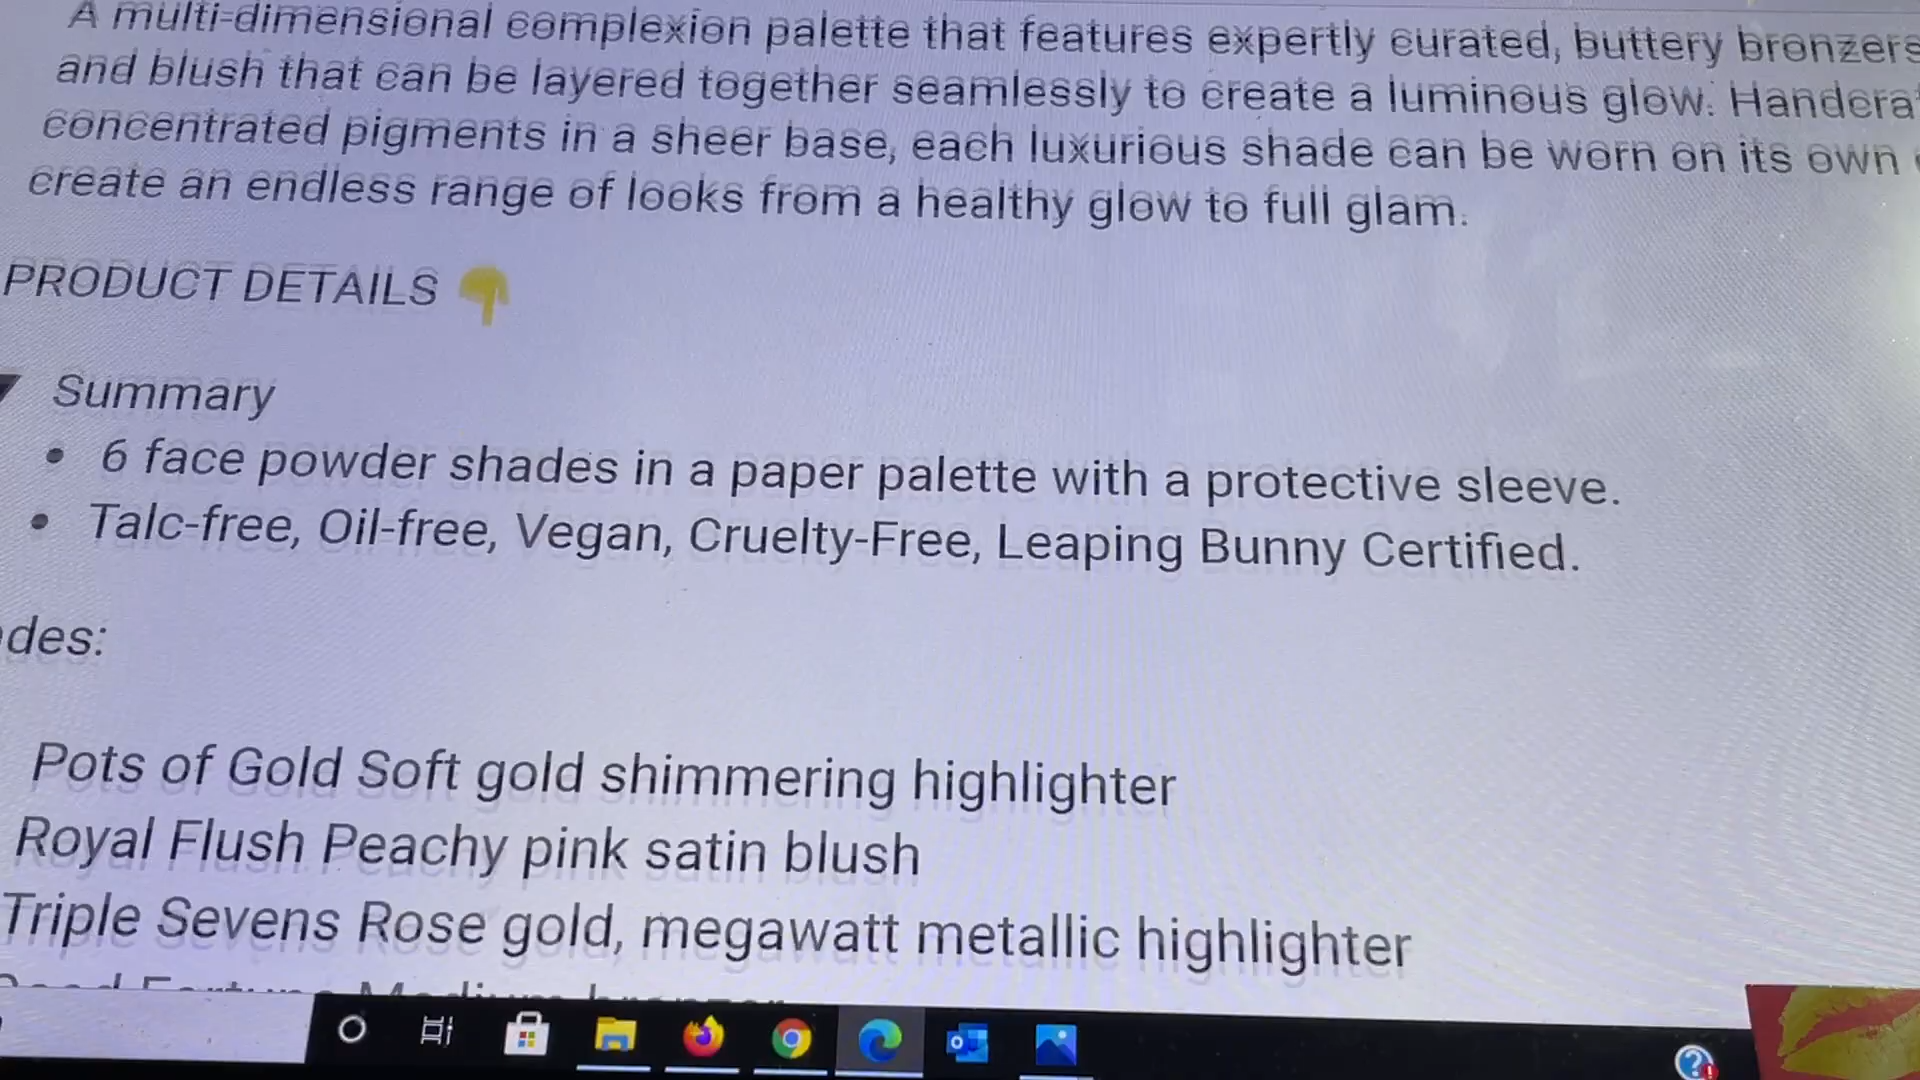 A multi-dimensional complexion palette that features expertly curated, buttery bronzers
and blush that can be layered together seamlessly to create a luminous glow. Handcra
concentrated pigments in a sheer base, each luxurious shade can be worn on its own
create an endless range of looks from a healthy glow to full glam.
PRODUCT DETAILS
Summary
• 6 face powder shades in a paper palette with a protective sleeve.
• Talc-free, Oil-free, Vegan, Cruelty-Free, Leaping Bunny Certified.
des:
Pots of Gold Soft gold shimmering highlighter
Royal Flush Peachy pink satin blush
Triple Sevens Rose gold, megawatt metallic highlighter